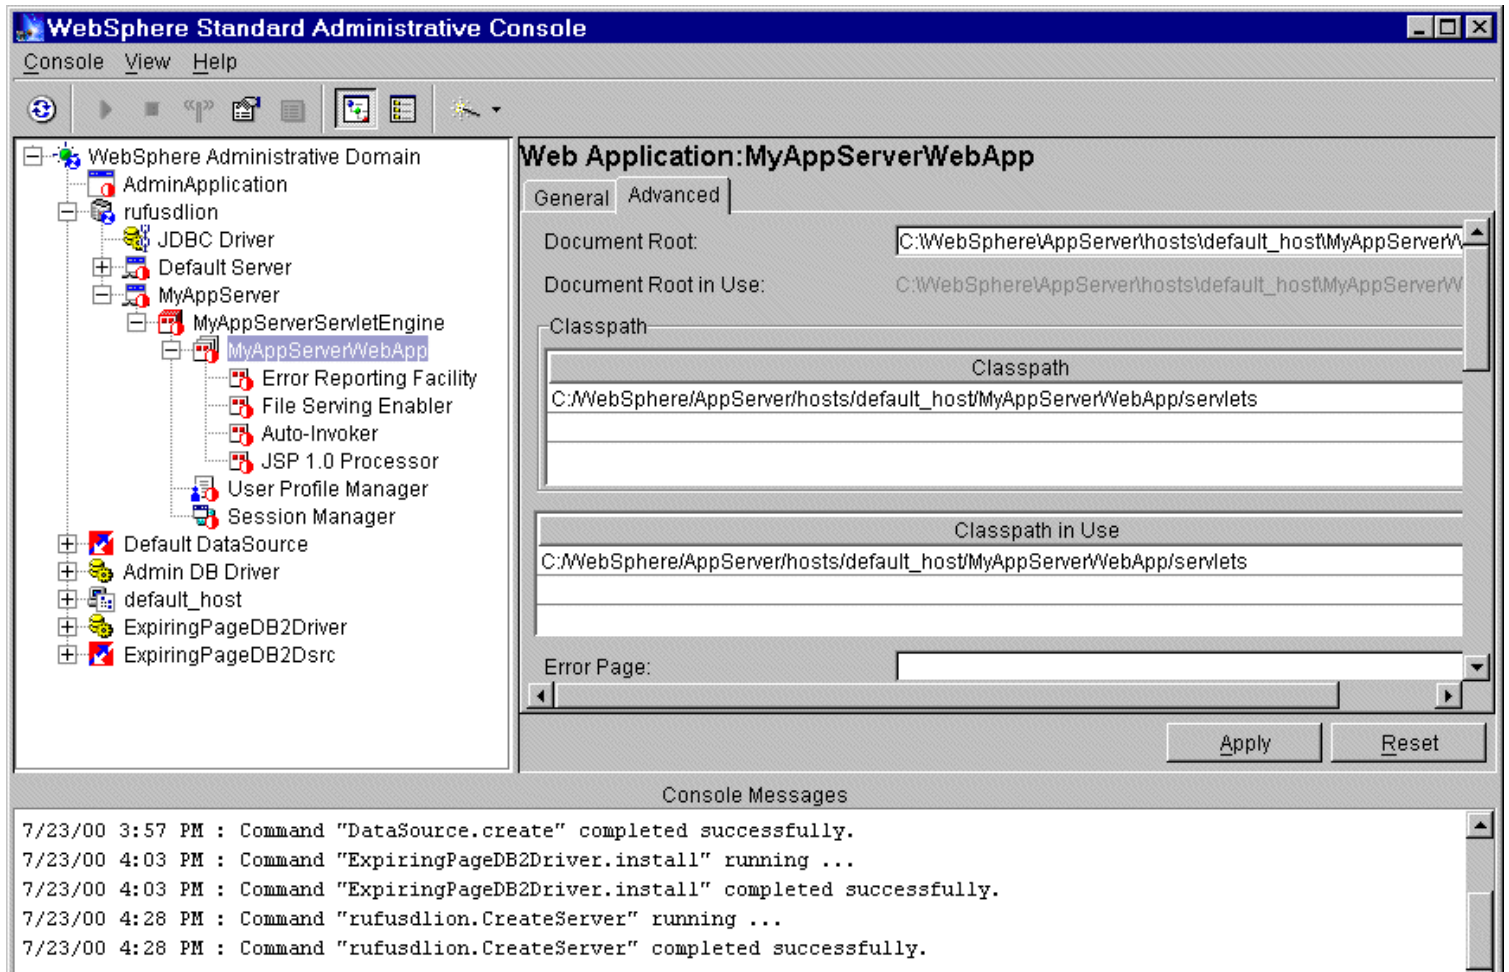 WebSphere Standard Administrative Console
Console View Help
WebSphere Administrative Domain
AdminApplication
rufusdlion
JDBC Driver
Default Server
MyAppServer
MyAppServerServletEngine
MyAppServerWebApp
Error Reporting Facility
File Serving Enabler
Auto-Invoker
JSP 1.0 Processor
User Profile Manager
Session Manager
Default DataSource
Admin DB Driver
default_host
ExpiringPageDB2Driver
ExpiringPageDB2Dsrc
Web Application:MyAppServerWebApp
General Advanced
Document Root: C:\WebSphere\AppServer\hosts\default_host\MyAppServerW
Document Root in Use: C:\WebSphere\AppServer\hosts\default_host\MyAppServerW
Classpath
Classpath
C:/WebSphere/AppServer/hosts/default_host/MyAppServerWebApp/servlets
Classpath in Use
C:/WebSphere/AppServer/hosts/default_host/MyAppServerWebApp/servlets
Error Page:
Apply Reset
Console Messages
7/23/00 3:57 PM : Command "DataSource.create" completed successfully.
7/23/00 4:03 PM : Command "ExpiringPageDB2Driver.install" running ...
7/23/00 4:03 PM : Command "ExpiringPageDB2Driver.install" completed successfully.
7/23/00 4:28 PM : Command "rufusdlion.CreateServer" running ...
7/23/00 4:28 PM : Command "rufusdlion.CreateServer" completed successfully.